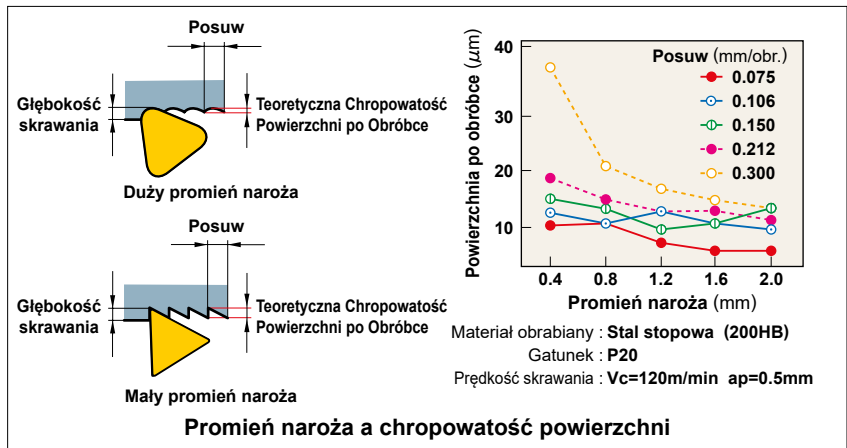 Posuw
Głębokość
skrawania
Teoretyczna Chropowatość
Powierzchni po Obróbce
Duży promień naroża
Posuw
Głębokość
skrawania
Teoretyczna Chropowatość
Powierzchni po Obróbce
Mały promień naroża
Powierzchnia po obróbce (μm)
40
30
20
10
0.4 0.8 1.2 1.6 2.0
Promień naroża (mm)
Posuw (mm/obr.)
0.075
0.106
0.150
0.212
0.300
Materiał obrabiany : Stal stopowa (200HB)
Gatunek : P20
Prędkość skrawania : Vc=120m/min ap=0.5mm
Promień naroża a chropowatość powierzchni